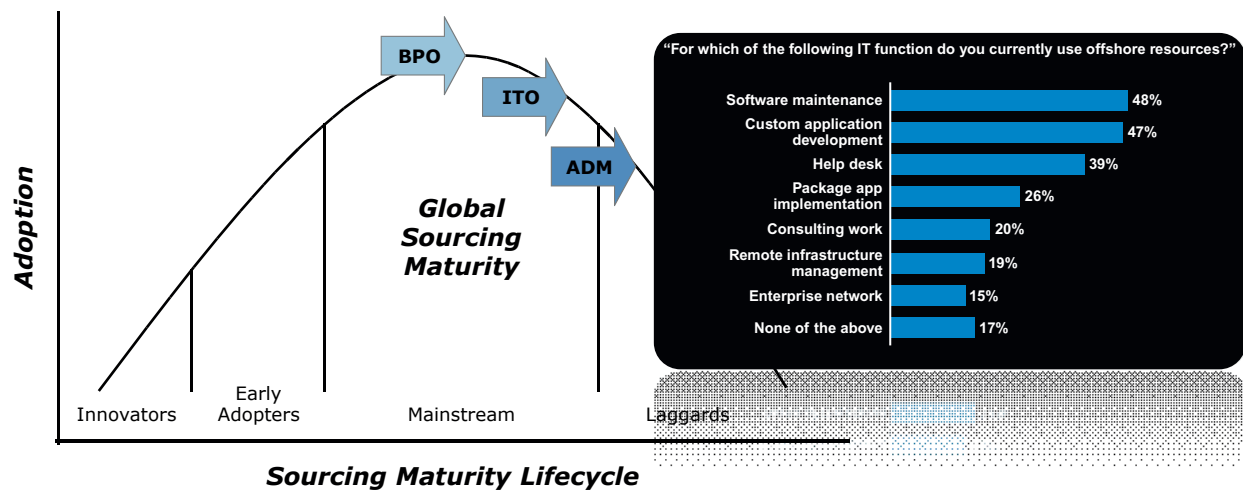 BPO
ITO
ADM
Adoption
Global
Sourcing
Maturity
Innovators
Early
Adopters
Mainstream
Laggards
Sourcing Maturity Lifecycle
“For which of the following IT function do you currently use offshore resources?”
Software maintenance 48%
Custom application
development 47%
Help desk 39%
Package app
implementation 26%
Consulting work 20%
Remote infrastructure
management 19%
Enterprise network 15%
None of the above 17%